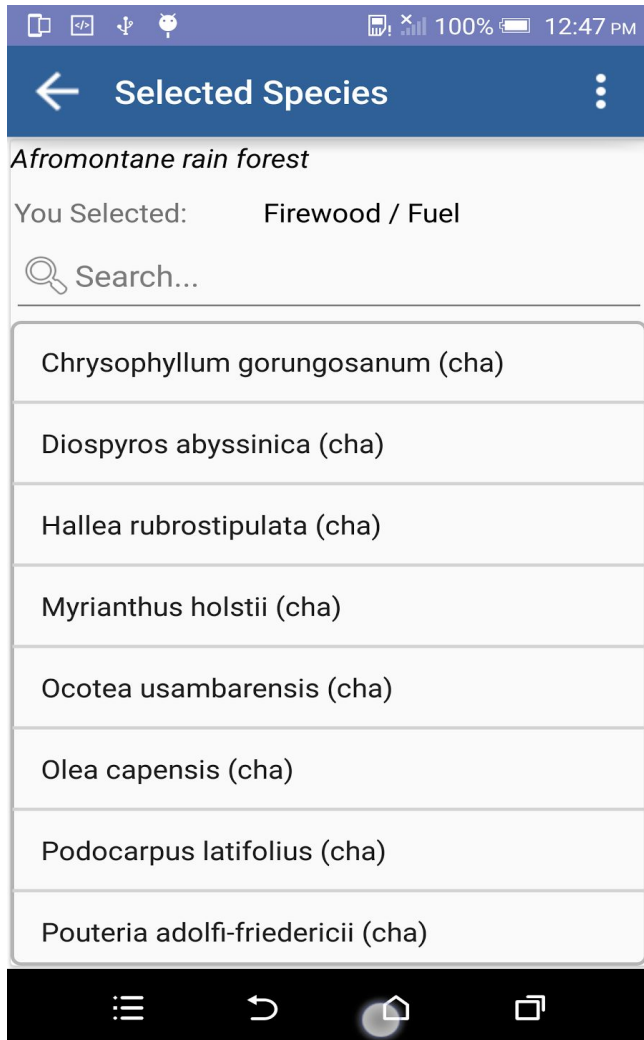 100% 12:47 PM
Selected Species
Afromontane rain forest
You Selected: Firewood / Fuel
Search...
Chrysophyllum gorungosanum (cha)
Diospyros abyssinica (cha)
Hallea rubrostipulata (cha)
Myrianthus holstii (cha)
Ocotea usambarensis (cha)
Olea capensis (cha)
Podocarpus latifolius (cha)
Pouteria adolfi-friedericii (cha)